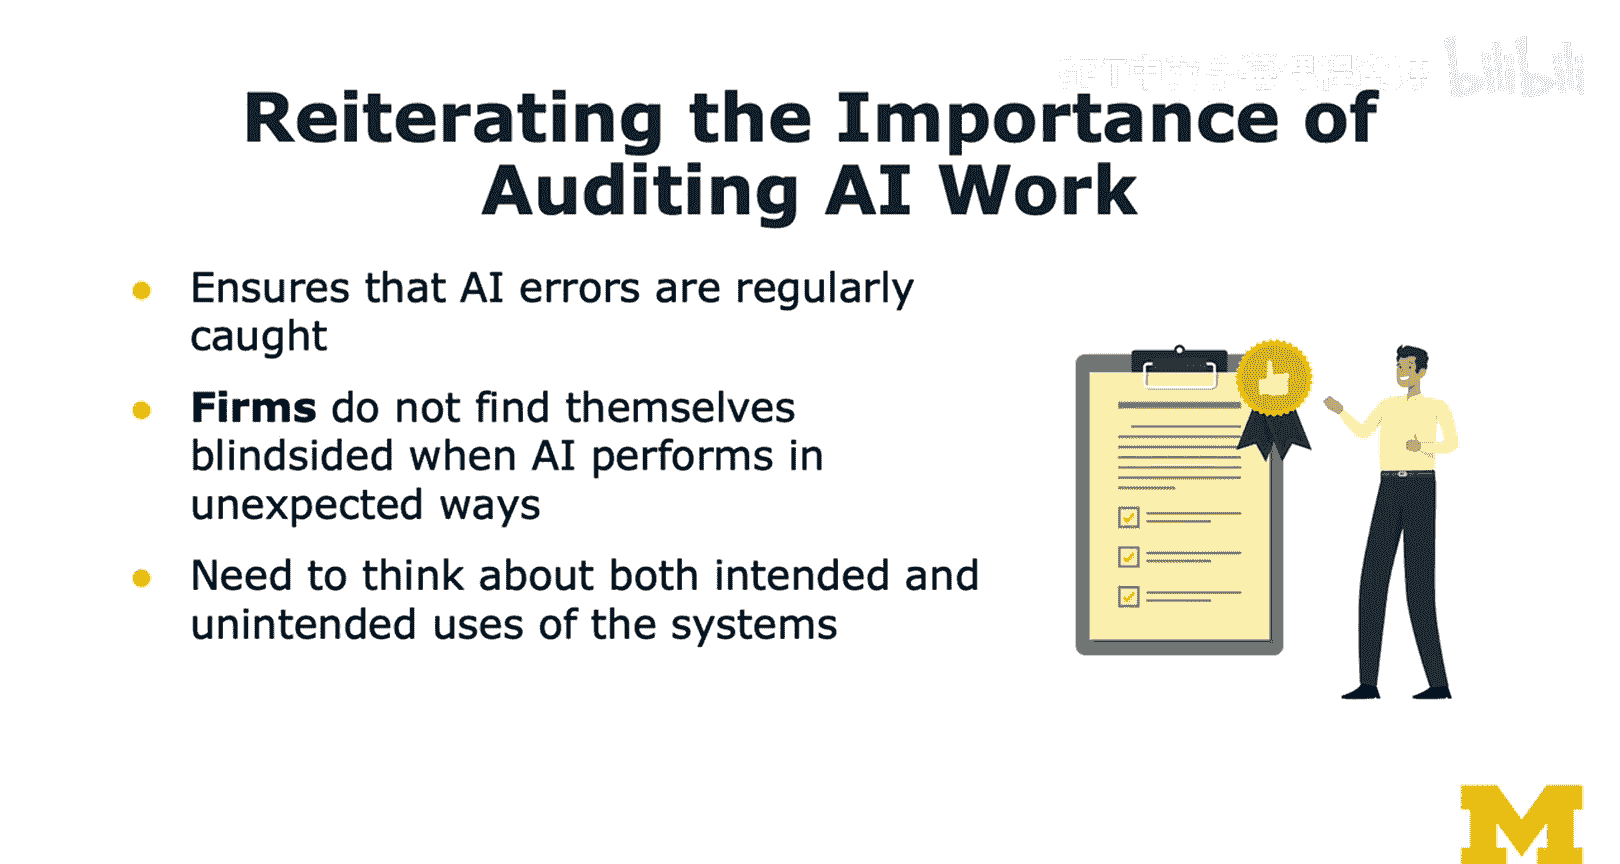 bilibili
Reiterating the Importance of
Auditing AI Work
● Ensures that AI errors are regularly
caught
● Firms do not find themselves
blindsided when AI performs in
unexpected ways
● Need to think about both intended and
unintended uses of the systems
M